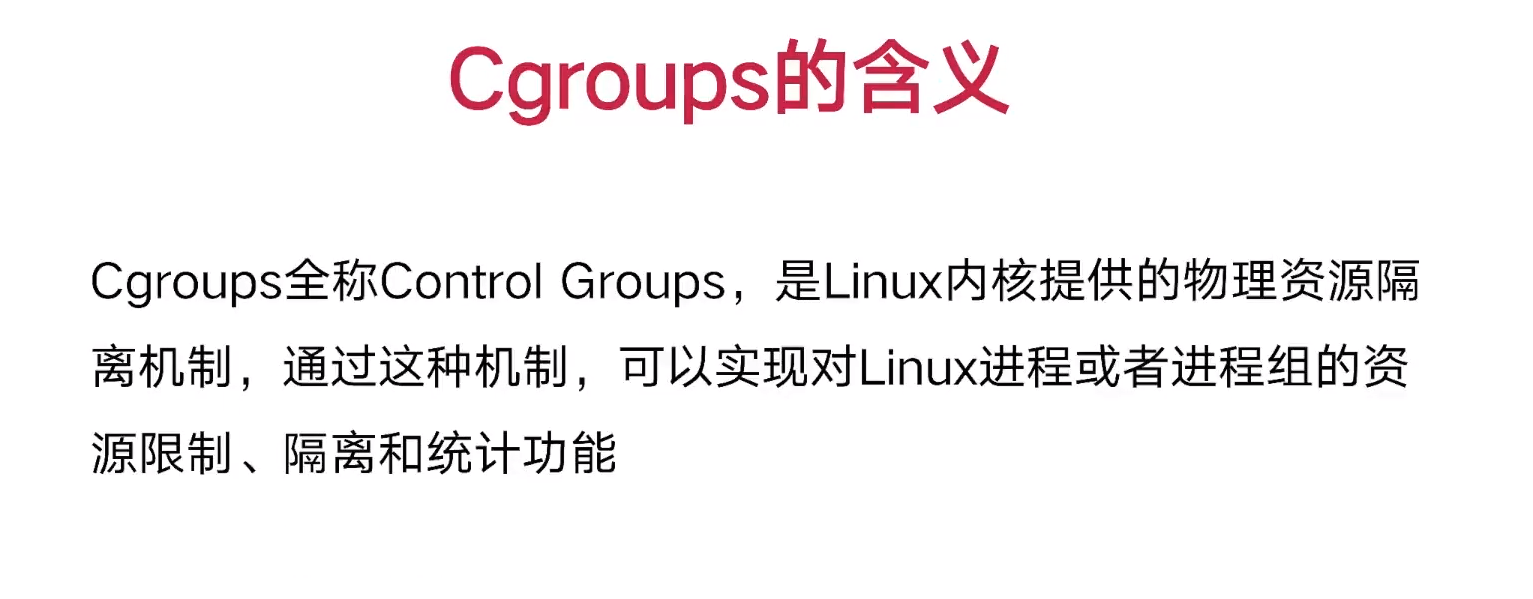 Cgroups的含义
Cgroups全称Control Groups，是Linux内核提供的物理资源隔
离机制，通过这种机制，可以实现对Linux进程或者进程组的资
源限制、隔离和统计功能